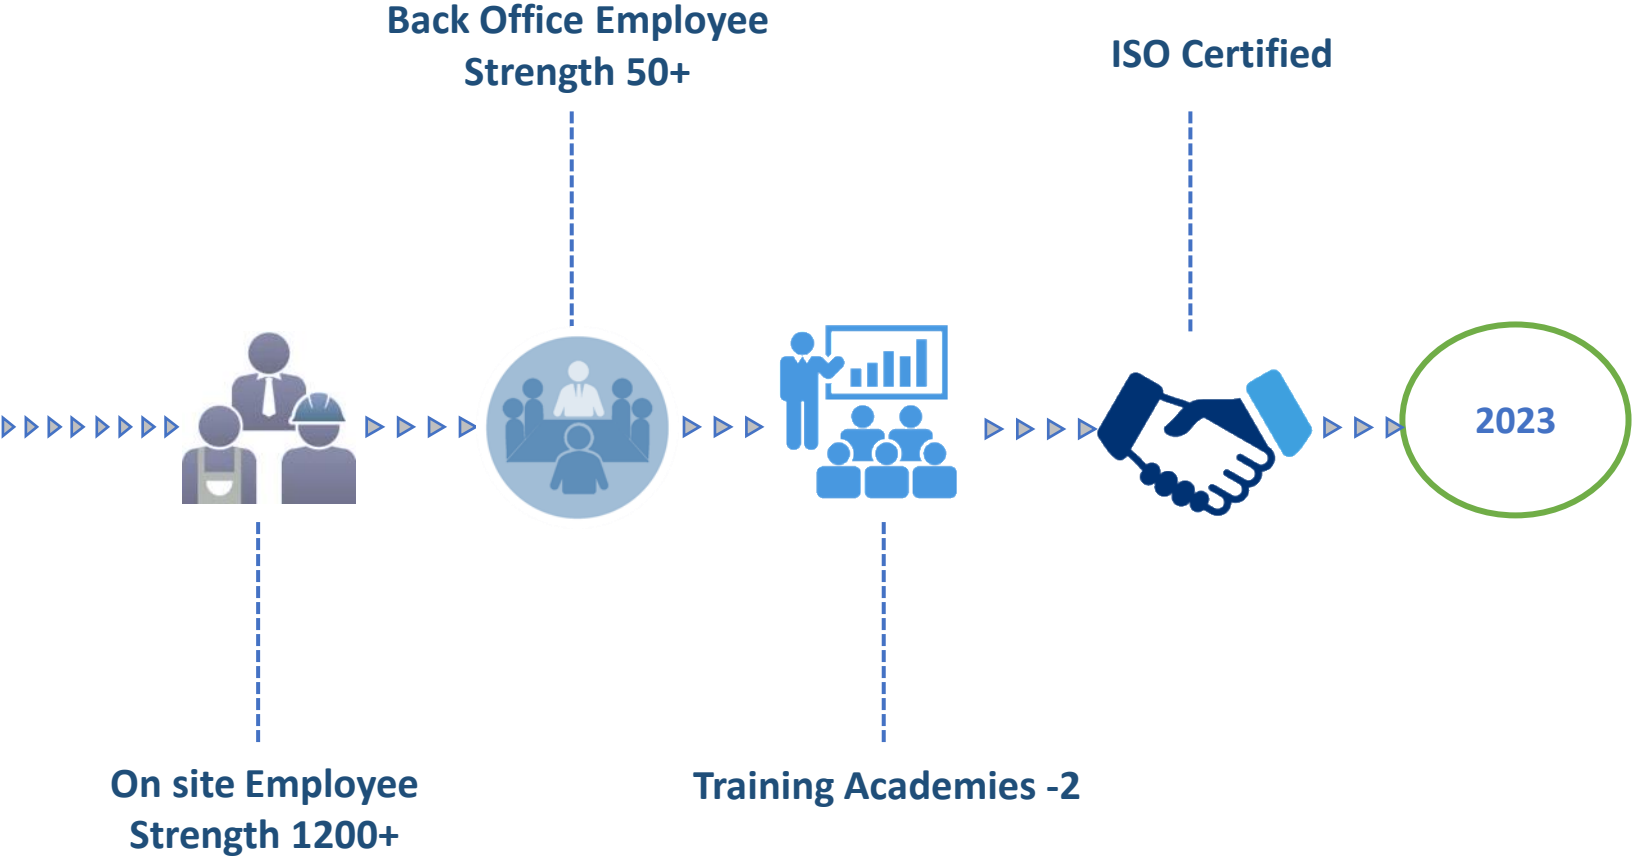 Back Office Employee
Strength 50+
ISO Certified
2023
On site Employee
Strength 1200+
Training Academies -2